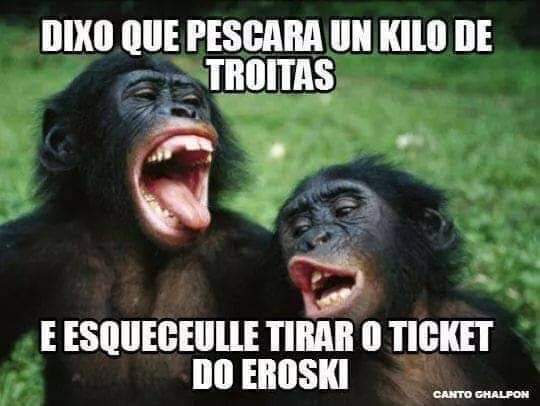 DIXO QUE PESCARA UN KILO DE
TROITAS
E ESQUECEULLE TIRAR O TICKET
DO EROSKI
CANTO GHALPON